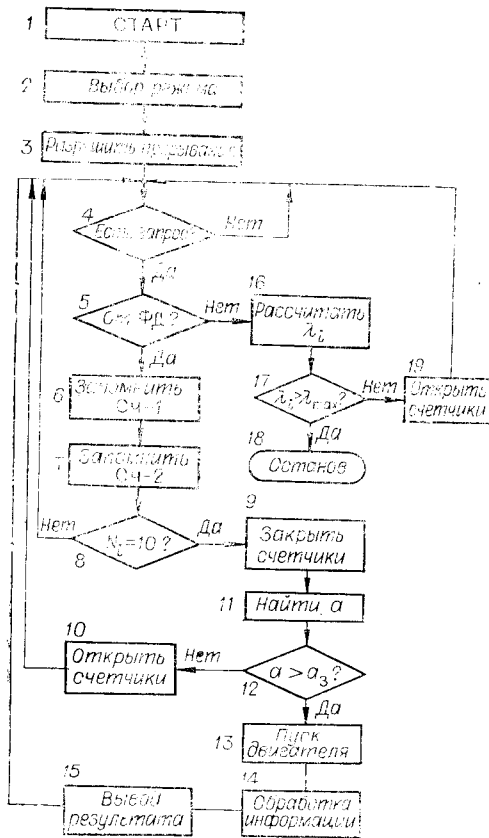 1 СТАРТ
2 Выбор режима
3 Разрешить прерывание
4 Есть запрос? Нет
Да
5 От ФД? Нет
Да
16 Рассчитать
λi
17 λi>λmax? Нет
Да
19 Открыть
счетчики
18 Останов
6 Запомнить
Сч-1
7 Запомнить
Сч-2
Нет Ni=10? Да
8
9 Закрыть
счетчики
11 Найти a
10 Открыть
счетчики
Нет a > a3?
12
Да
13 Пуск
двигателя
14 Обработка
информации
15 Вывод
результата